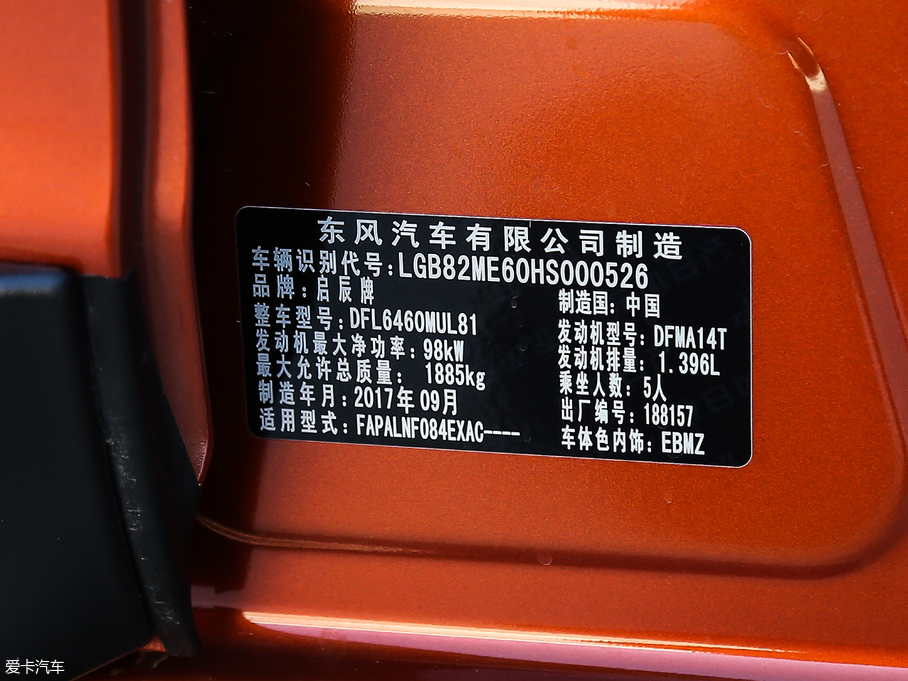 东风汽车有限公司制造
车辆识别代号:LGB82ME60HS000526
品牌:启辰牌
制造国:中国
整车型号:DFL6460MUL81
发动机型号:DFMA14T
发动机最大净功率:98kW
发动机排量:1.396L
最大允许总质量: 1885kg
乘坐人数:5人
制造年月:2017年09月
出厂编号:188157
适用型式:FAPALNF084EXAC----
车体色内饰:EBMZ
爱卡汽车